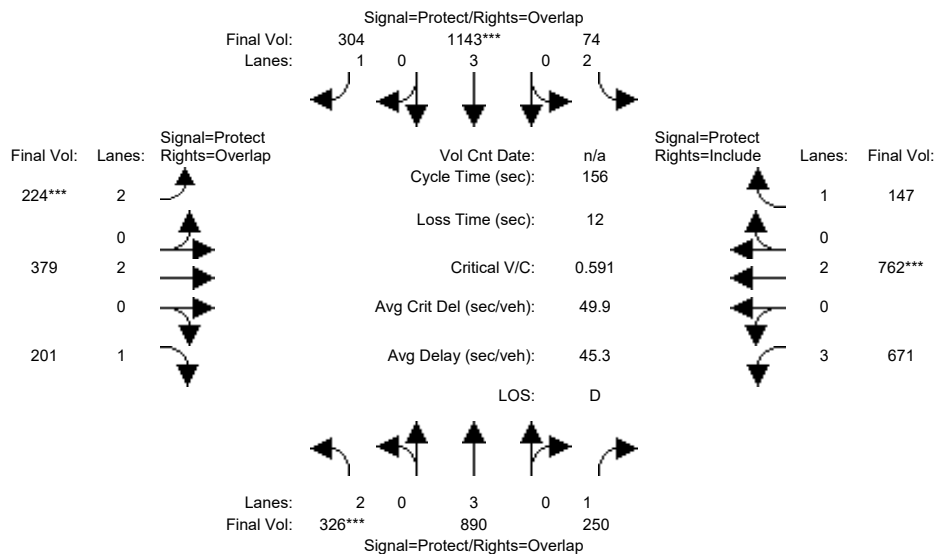 Signal=Protect/Rights=Overlap
Final Vol: 304 1143*** 74
Lanes: 1 0 3 0 2
Signal=Protect
Final Vol: Lanes: Rights=Overlap
Vol Cnt Date: n/a
Signal=Protect
Rights=Include Lanes: Final Vol:
Cycle Time (sec): 156
224*** 2
1 147
Loss Time (sec): 12
0
0
379 2
Critical V/C: 0.591
2 762***
0
Avg Crit Del (sec/veh): 49.9
0
201 1
Avg Delay (sec/veh): 45.3
3 671
LOS: D
Lanes: 2 0 3 0 1
Final Vol: 326*** 890 250
Signal=Protect/Rights=Overlap